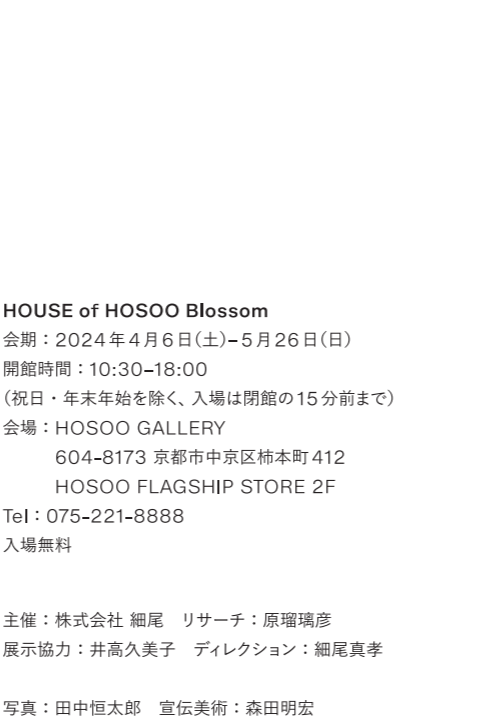 HOUSE of HOSOO Blossom
会期：2024年4月6日(土)–5月26日(日)
開館時間：10:30–18:00
（祝日・年末年始を除く、入場は閉館の15分前まで）
会場：HOSOO GALLERY
604-8173 京都市中京区柿本町412
HOSOO FLAGSHIP STORE 2F
Tel：075-221-8888
入場無料
主催：株式会社 細尾　リサーチ：原瑠璃彦
展示協力：井高久美子　ディレクション：細尾真孝
写真：田中恒太郎　宣伝美術：森田明宏